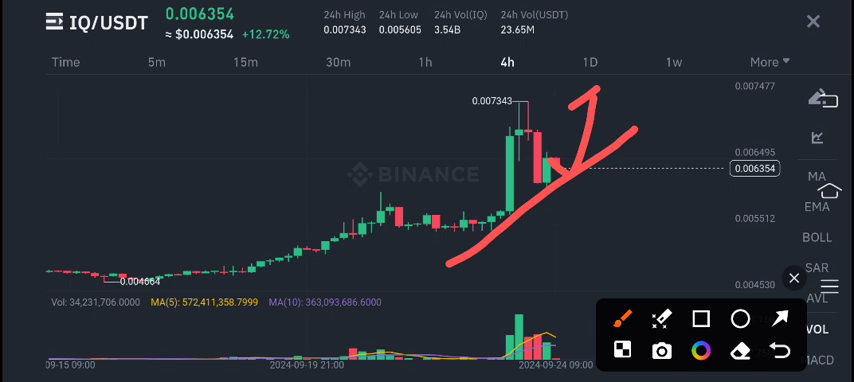 IQ/USDT
0.006354
≈ $0.006354 +12.72%
24h High 24h Low 24h Vol(IQ) 24h Vol(USDT)
0.007343 0.005605 3.54B 23.65M
Time 5m 15m 30m 1h 4h 1D 1w More
0.007477
0.007343
0.006495
0.006354
BINANCE
0.005512
0.004664
0.004530
MA
EMA
BOLL
SAR
AVL
VOL
MACD
Vol: 34,231,706.0000 MA(5): 572,411,358.7999 MA(10): 363,093,686.6000
09-15 09:00 2024-09-19 21:00 2024-09-24 09:00